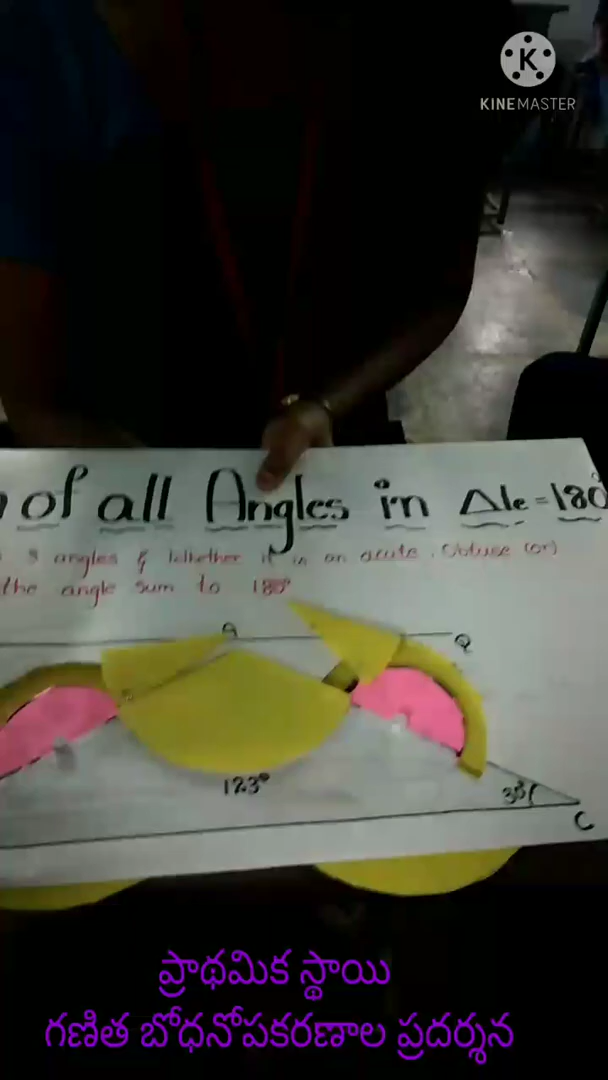 KINEMASTER
of all Angles in Δle = 180°
3 angles & Whether it is an acute, Obtuse (or)
the angle sum to 180°
A
Q
123°
30°
C
ప్రాథమిక స్థాయి
గణిత బోధనోపకరణాల ప్రదర్శన